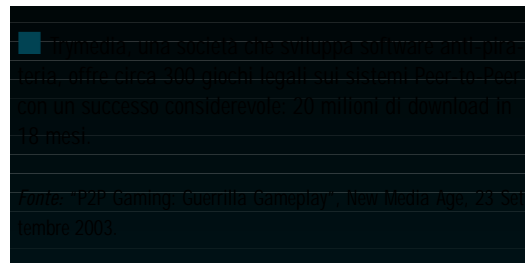 Trymedia, una società che sviluppa software anti-pira
teria, offre circa 300 giochi legali sui sistemi Peer-to-Peer
con un successo considerevole: 20 milioni di download in
18 mesi.
Fonte: "P2P Gaming: Guerrilla Gameplay", New Media Age, 23 Set
tembre 2003.